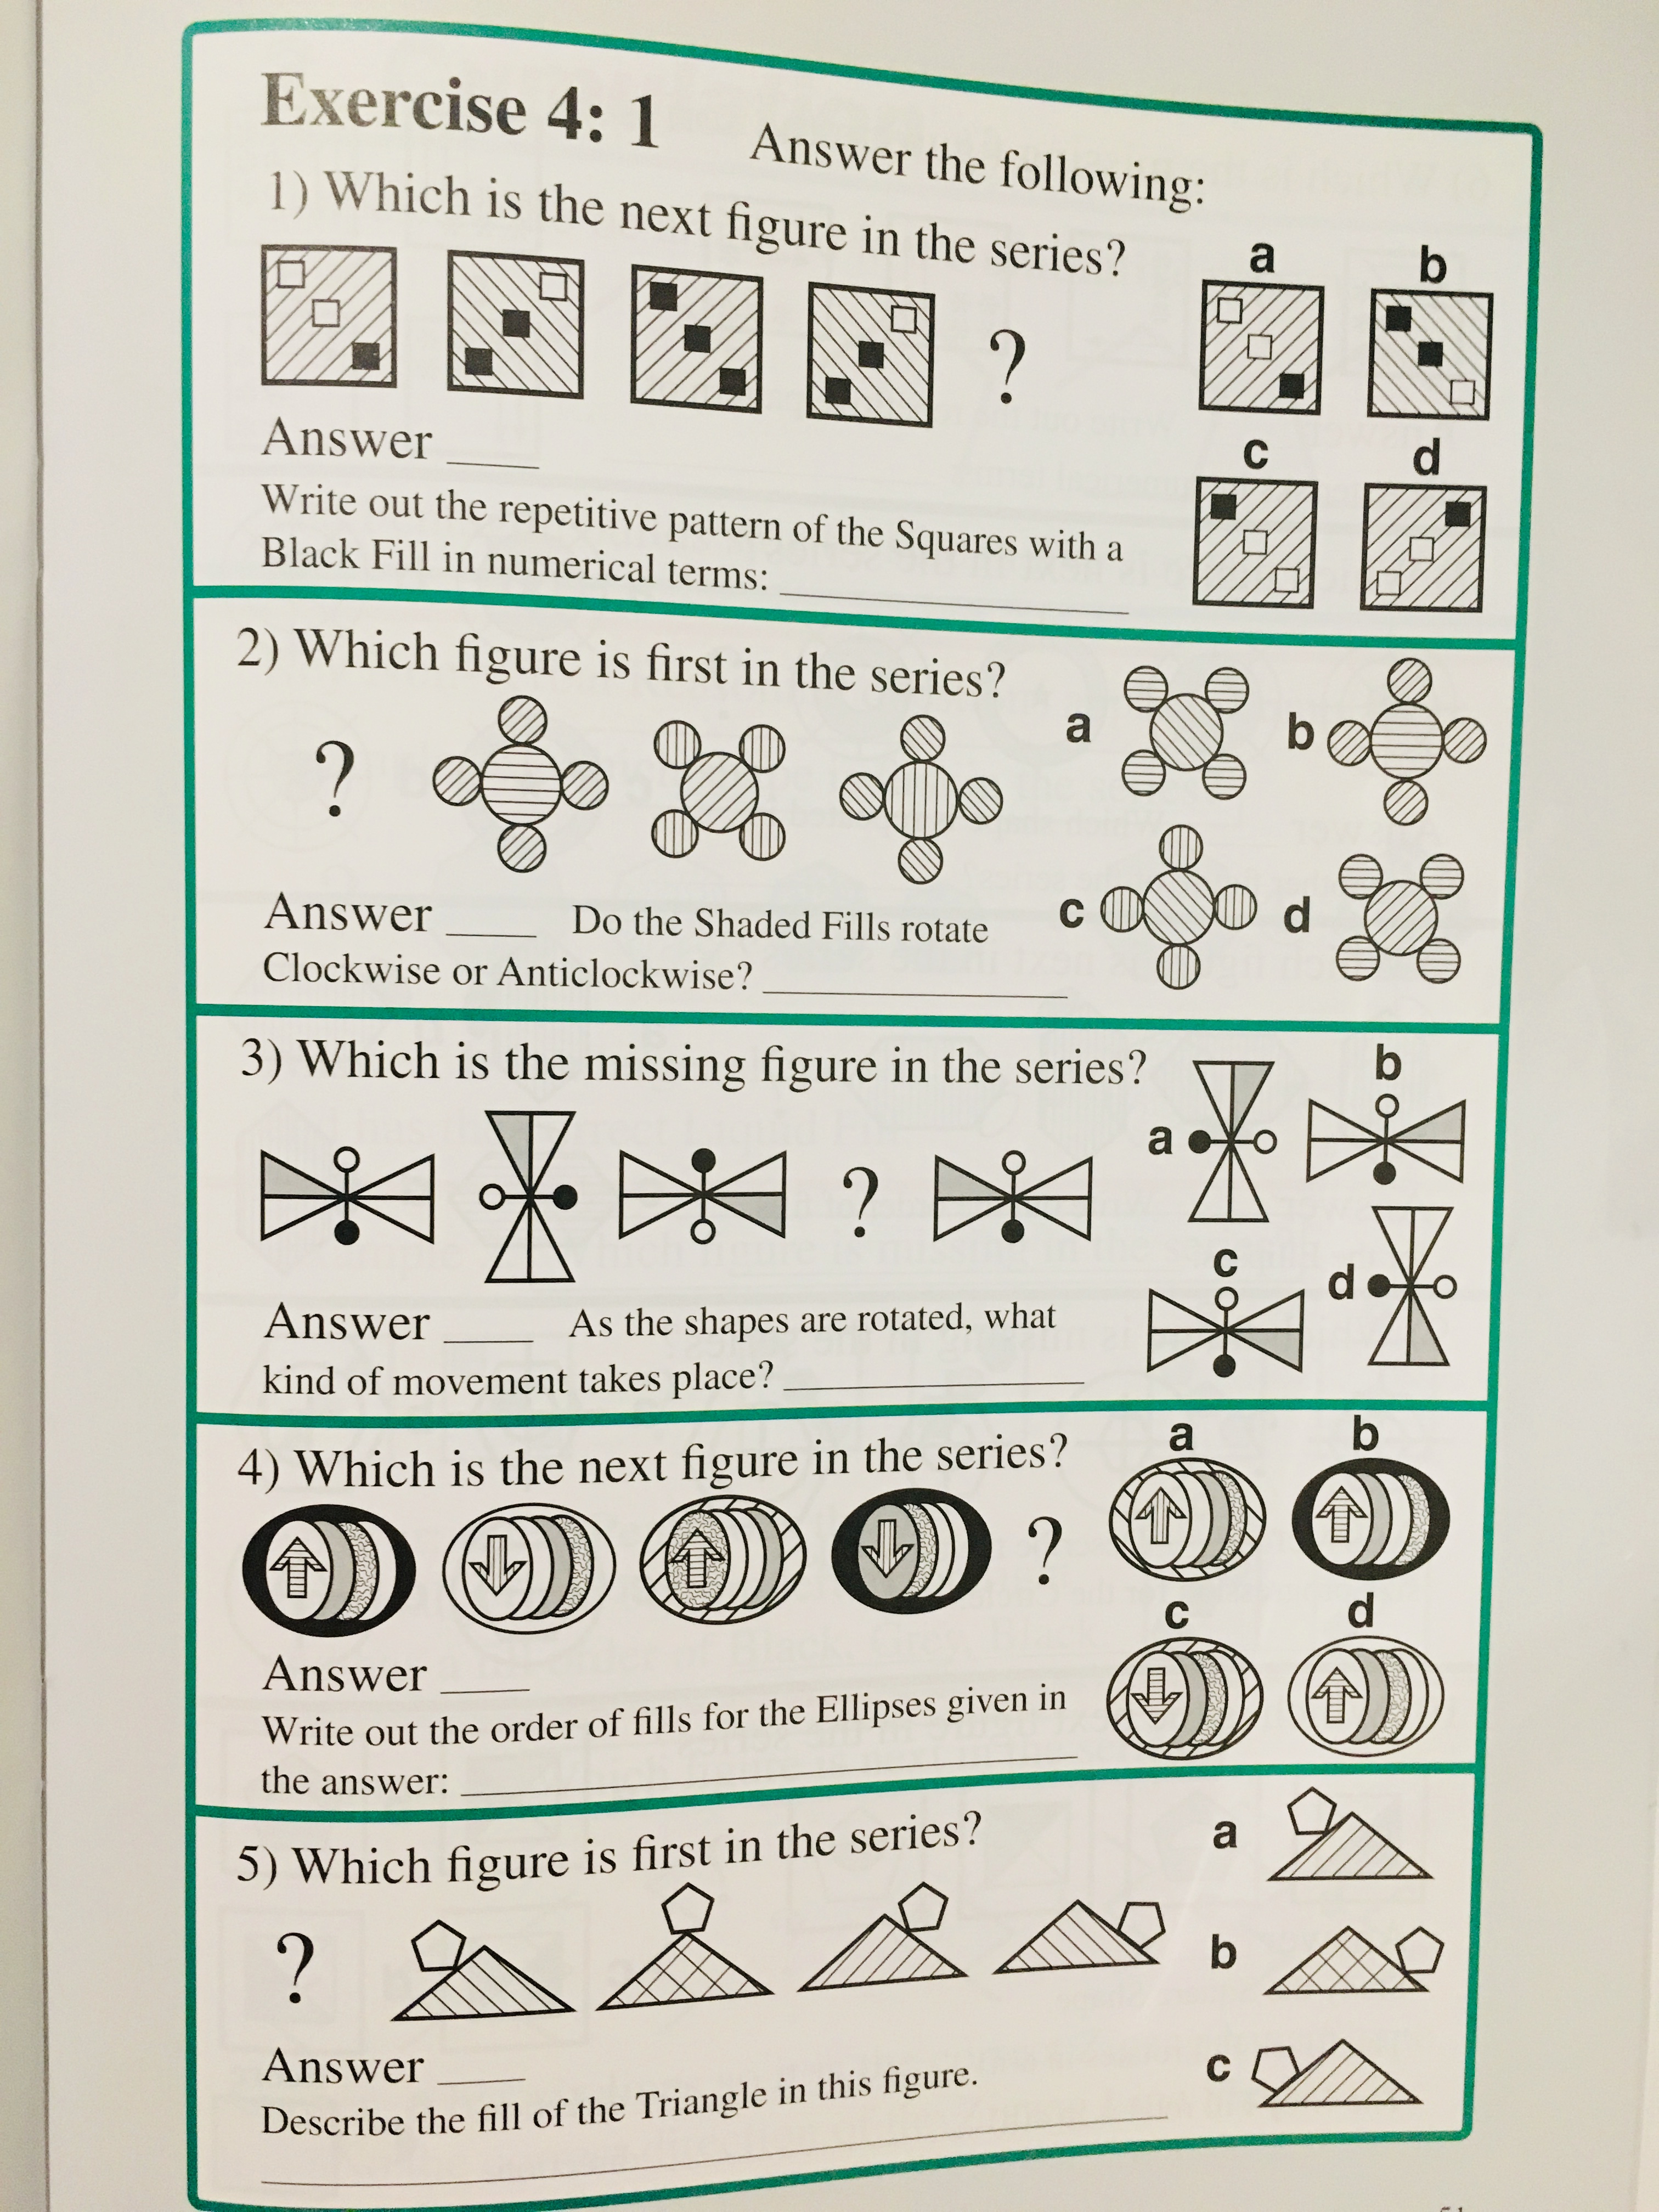 Exercise 4: 1 Answer the following:
1) Which is the next figure in the series?
a b
?
c d
Answer ____
Write out the repetitive pattern of the Squares with a
Black Fill in numerical terms: ____
2) Which figure is first in the series?
a b
?
c d
Answer ____ Do the Shaded Fills rotate
Clockwise or Anticlockwise? ____
3) Which is the missing figure in the series?
a b
?
c d
Answer ____ As the shapes are rotated, what
kind of movement takes place? ____
4) Which is the next figure in the series?
a b
?
c d
Answer ____
Write out the order of fills for the Ellipses given in
the answer: ____
5) Which figure is first in the series?
a
?
b
c
Answer ____
Describe the fill of the Triangle in this figure.